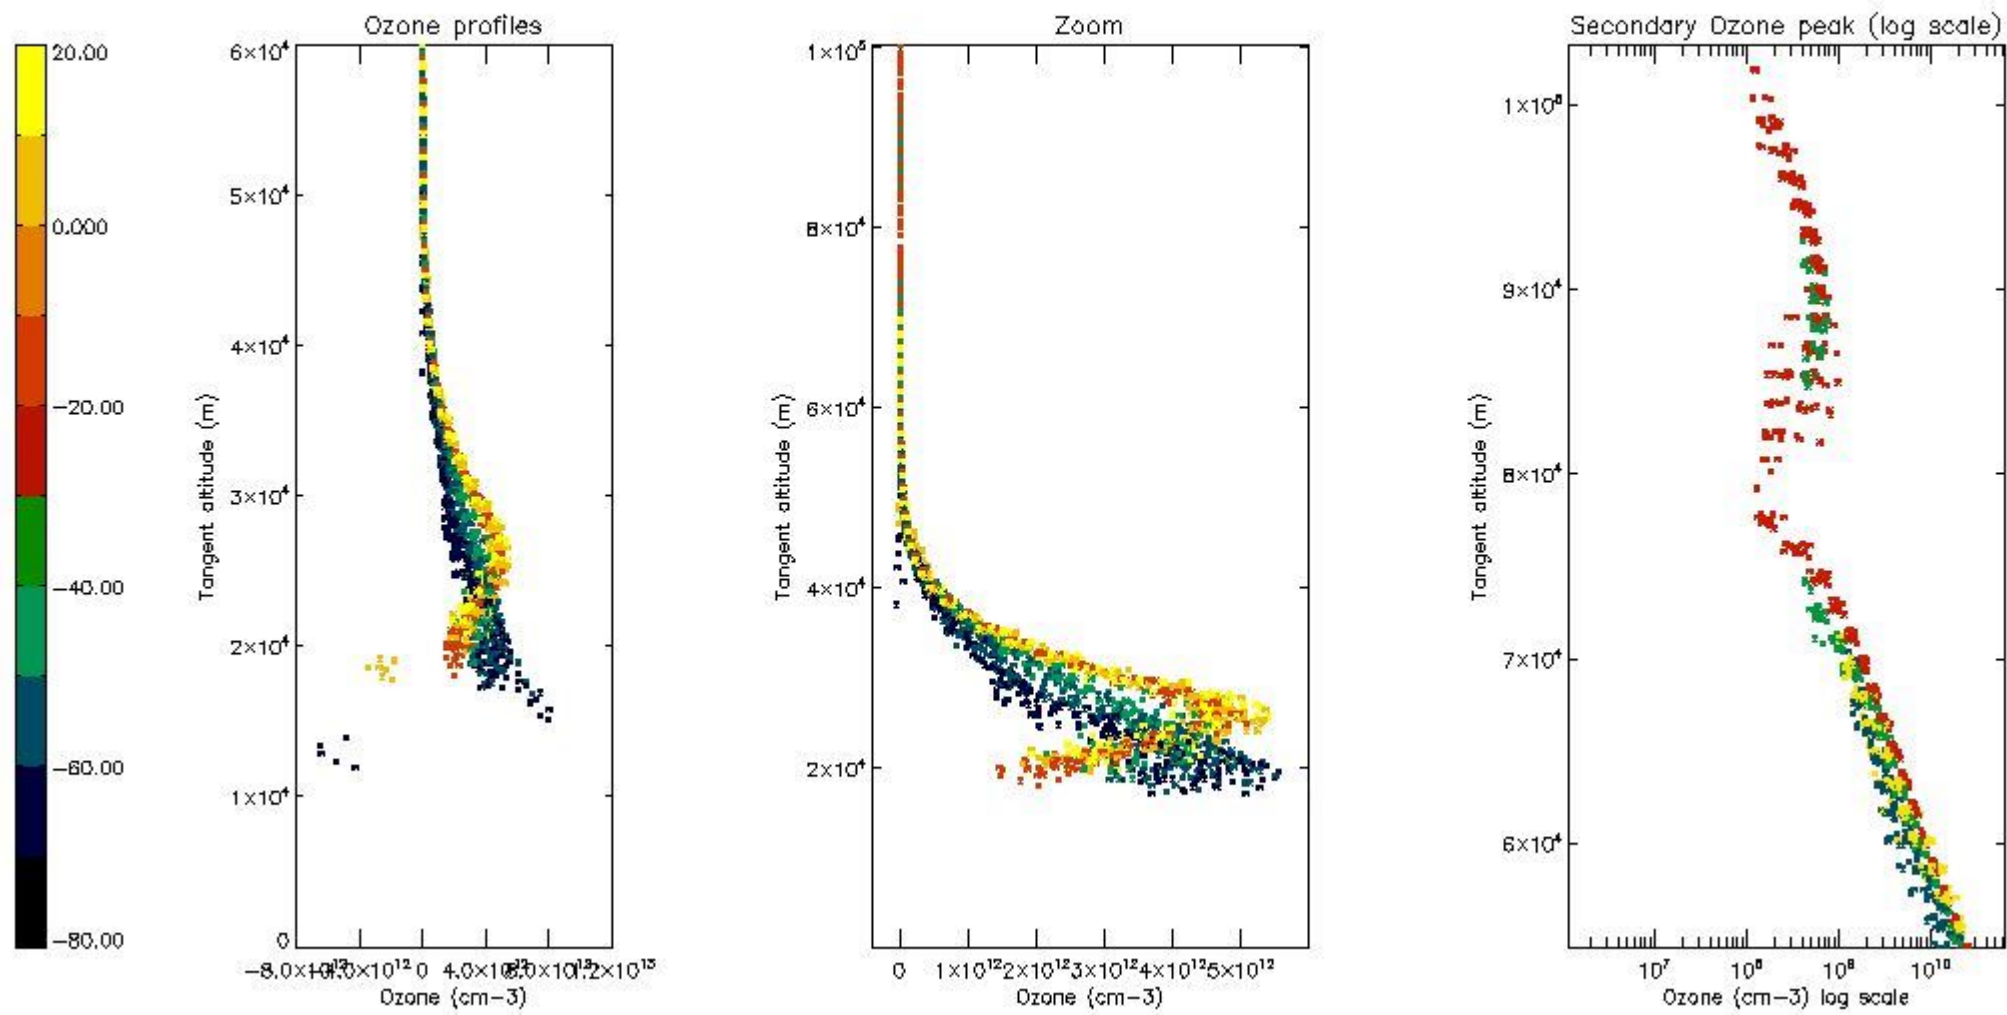 Ozone profiles
Zoom
Secondary Ozone peak (log scale)
20.00
0.000
−20.00
−40.00
−60.00
−80.00
6×10⁴
5×10⁴
4×10⁴
3×10⁴
2×10⁴
1×10⁴
0
Tangent altitude (m)
0
Ozone (cm−3)
1×10⁵
8×10⁴
6×10⁴
4×10⁴
2×10⁴
Tangent altitude (m)
0 1×10¹² 2×10¹² 3×10¹² 4×10¹² 5×10¹²
Ozone (cm−3)
9×10⁴
8×10⁴
7×10⁴
6×10⁴
Tangent altitude (m)
10⁷ 10⁸ 10⁹ 10¹⁰
Ozone (cm−3) log scale